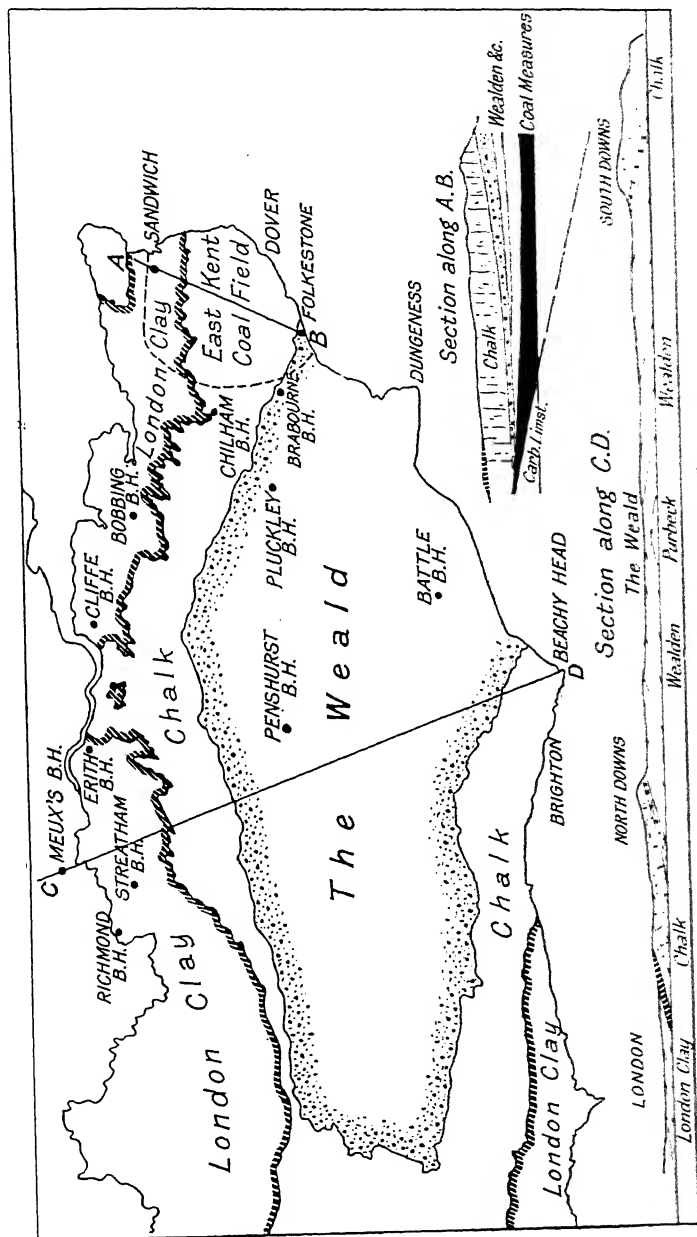 C
MEUX'S B.H.
RICHMOND
B.H.
STREATHAM
B.H.
ERITH
B.H.
CLIFFE
B.H.
BOBBING
B.H.
London Clay
A
SANDWICH
London Clay
Chalk
CHILHAM
B.H.
East Kent
Coal Field
DOVER
FOLKESTONE
B
BRABOURNE
B.H.
PLUCKLEY
B.H.
PENSHURST
B.H.
The Weald
BATTLE
B.H.
DUNGENESS
Chalk
BRIGHTON
BEACHY HEAD
D
London Clay
Section along A.B.
Chalk
Wealden &c.
Coal Measures
Carb. Limst.
Section along C.D.
LONDON
NORTH DOWNS
The Weald
SOUTH DOWNS
London Clay
Chalk
Wealden
Purbeck
Wealden
Chalk